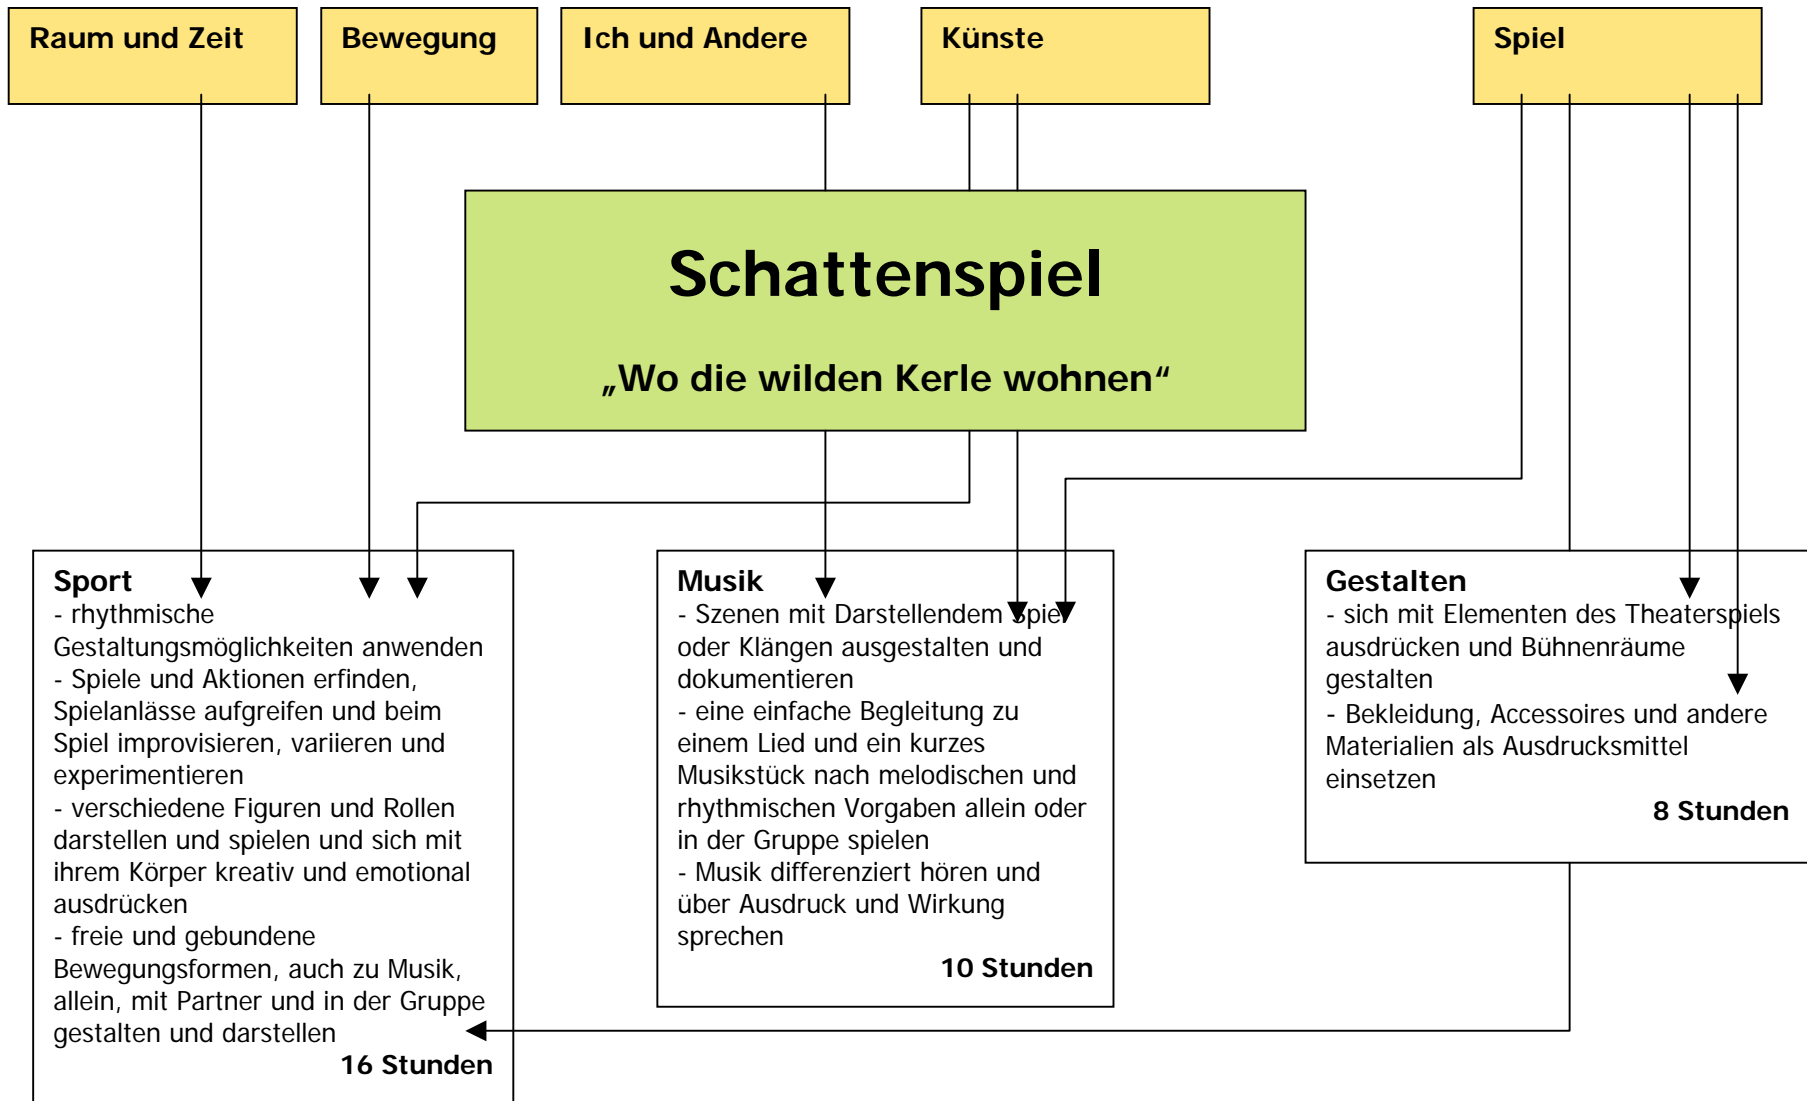 Raum und Zeit
Bewegung
Ich und Andere
Künste
Spiel
Schattenspiel
„Wo die wilden Kerle wohnen“
Sport
- rhythmische
Gestaltungsmöglichkeiten anwenden
- Spiele und Aktionen erfinden,
Spielanlässe aufgreifen und beim
Spiel improvisieren, variieren und
experimentieren
- verschiedene Figuren und Rollen
darstellen und spielen und sich mit
ihrem Körper kreativ und emotional
ausdrücken
- freie und gebundene
Bewegungsformen, auch zu Musik,
allein, mit Partner und in der Gruppe
gestalten und darstellen
16 Stunden
Musik
- Szenen mit Darstellendem Spiel
oder Klängen ausgestalten und
dokumentieren
- eine einfache Begleitung zu
einem Lied und ein kurzes
Musikstück nach melodischen und
rhythmischen Vorgaben allein oder
in der Gruppe spielen
- Musik differenziert hören und
über Ausdruck und Wirkung
sprechen
10 Stunden
Gestalten
- sich mit Elementen des Theaterspiels
ausdrücken und Bühnenräume
gestalten
- Bekleidung, Accessoires und andere
Materialien als Ausdrucksmittel
einsetzen
8 Stunden